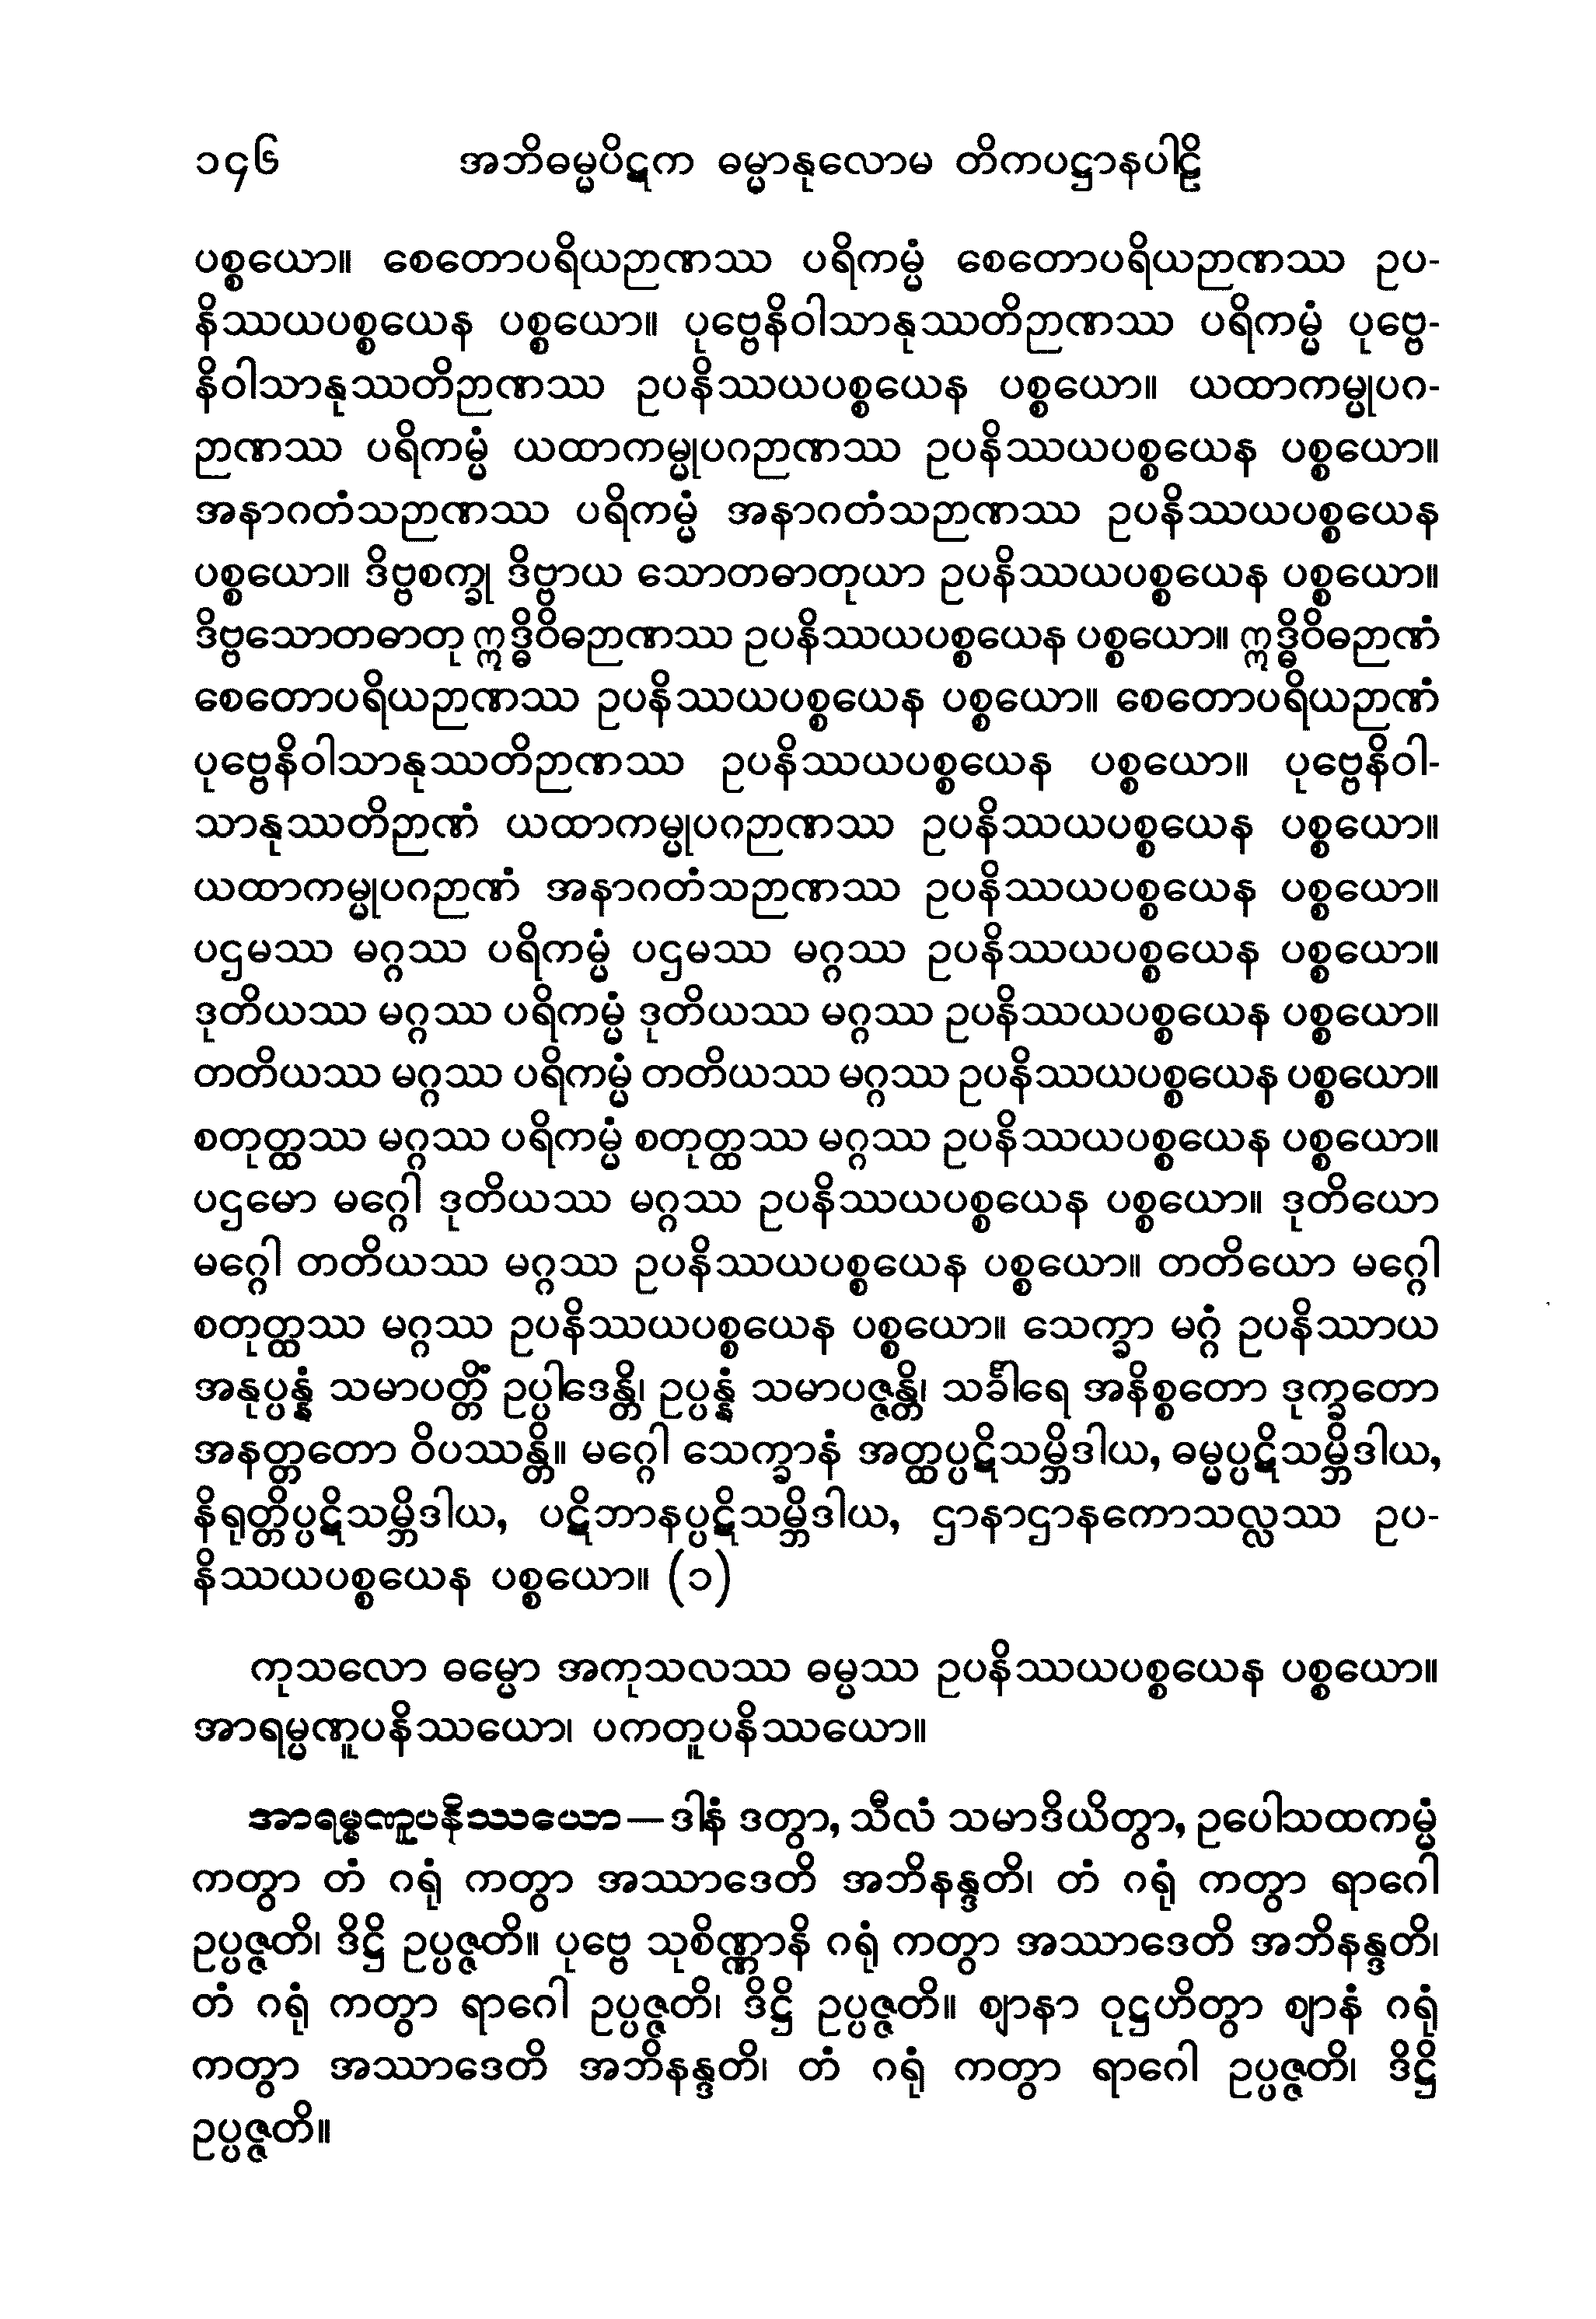 ၁၄၆ အဘိဓမ္မပိဋက ဓမ္မာနုလောမ တိကပဋ္ဌာနပါဠိ
ပစ္စယော။ စေတောပရိယဉာဏဿ ပရိကမ္မံ စေတောပရိယဉာဏဿ ဥပ-
နိဿယပစ္စယေန ပစ္စယော။ ပုဗ္ဗေနိဝါသာနုဿတိဉာဏဿ ပရိကမ္မံ ပုဗ္ဗေ-
နိဝါသာနုဿတိဉာဏဿ ဥပနိဿယပစ္စယေန ပစ္စယော။ ယထာကမ္မုပဂ-
ဉာဏဿ ပရိကမ္မံ ယထာကမ္မုပဂဉာဏဿ ဥပနိဿယပစ္စယေန ပစ္စယော။
အနာဂတံသဉာဏဿ ပရိကမ္မံ အနာဂတံသဉာဏဿ ဥပနိဿယပစ္စယေန
ပစ္စယော။ ဒိဗ္ဗစက္ခု ဒိဗ္ဗာယ သောတဓာတုယာ ဥပနိဿယပစ္စယေန ပစ္စယော။
ဒိဗ္ဗသောတဓာတု ဣဒ္ဓိဝိဓဉာဏဿ ဥပနိဿယပစ္စယေန ပစ္စယော။ ဣဒ္ဓိဝိဓဉာဏံ
စေတောပရိယဉာဏဿ ဥပနိဿယပစ္စယေန ပစ္စယော။ စေတောပရိယဉာဏံ
ပုဗ္ဗေနိဝါသာနုဿတိဉာဏဿ ဥပနိဿယပစ္စယေန ပစ္စယော။ ပုဗ္ဗေနိဝါ-
သာနုဿတိဉာဏံ ယထာကမ္မုပဂဉာဏဿ ဥပနိဿယပစ္စယေန ပစ္စယော။
ယထာကမ္မုပဂဉာဏံ အနာဂတံသဉာဏဿ ဥပနိဿယပစ္စယေန ပစ္စယော။
ပဌမဿ မဂ္ဂဿ ပရိကမ္မံ ပဌမဿ မဂ္ဂဿ ဥပနိဿယပစ္စယေန ပစ္စယော။
ဒုတိယဿ မဂ္ဂဿ ပရိကမ္မံ ဒုတိယဿ မဂ္ဂဿ ဥပနိဿယပစ္စယေန ပစ္စယော။
တတိယဿ မဂ္ဂဿ ပရိကမ္မံ တတိယဿ မဂ္ဂဿ ဥပနိဿယပစ္စယေန ပစ္စယော။
စတုတ္ထဿ မဂ္ဂဿ ပရိကမ္မံ စတုတ္ထဿ မဂ္ဂဿ ဥပနိဿယပစ္စယေန ပစ္စယော။
ပဌမော မဂ္ဂေါ ဒုတိယဿ မဂ္ဂဿ ဥပနိဿယပစ္စယေန ပစ္စယော။ ဒုတိယော
မဂ္ဂေါ တတိယဿ မဂ္ဂဿ ဥပနိဿယပစ္စယေန ပစ္စယော။ တတိယော မဂ္ဂေါ
စတုတ္ထဿ မဂ္ဂဿ ဥပနိဿယပစ္စယေန ပစ္စယော။ သေက္ခာ မဂ္ဂံ ဥပနိဿာယ
အနုပ္ပန္နံ သမာပတ္တိံ ဥပ္ပါဒေန္တိ၊ ဥပ္ပန္နံ သမာပဇ္ဇန္တိ၊ သင်္ခါရေ အနိစ္စတော ဒုက္ခတော
အနတ္တတော ဝိပဿန္တိ။ မဂ္ဂေါ သေက္ခာနံ အတ္ထပ္ပဋိသမ္ဘိဒါယ, ဓမ္မပ္ပဋိသမ္ဘိဒါယ,
နိရုတ္တိပ္ပဋိသမ္ဘိဒါယ, ပဋိဘာနပ္ပဋိသမ္ဘိဒါယ, ဌာနာဌာနကောသလ္လဿ ဥပ-
နိဿယပစ္စယေန ပစ္စယော။ (၁)
ကုသလော ဓမ္မော အကုသလဿ ဓမ္မဿ ဥပနိဿယပစ္စယေန ပစ္စယော။
အာရမ္မဏူပနိဿယော၊ ပကတူပနိဿယော။
အာရမ္မဏူပနိဿယော — ဒါနံ ဒတွာ, သီလံ သမာဒိယိတွာ, ဥပေါသထကမ္မံ
ကတွာ တံ ဂရုံ ကတွာ အဿာဒေတိ အဘိနန္ဒတိ၊ တံ ဂရုံ ကတွာ ရာဂေါ
ဥပ္ပဇ္ဇတိ၊ ဒိဋ္ဌိ ဥပ္ပဇ္ဇတိ။ ပုဗ္ဗေ သုစိဏ္ဏာနိ ဂရုံ ကတွာ အဿာဒေတိ အဘိနန္ဒတိ၊
တံ ဂရုံ ကတွာ ရာဂေါ ဥပ္ပဇ္ဇတိ၊ ဒိဋ္ဌိ ဥပ္ပဇ္ဇတိ။ ဈာနာ ဝုဋ္ဌဟိတွာ ဈာနံ ဂရုံ
ကတွာ အဿာဒေတိ အဘိနန္ဒတိ၊ တံ ဂရုံ ကတွာ ရာဂေါ ဥပ္ပဇ္ဇတိ၊ ဒိဋ္ဌိ
ဥပ္ပဇ္ဇတိ။